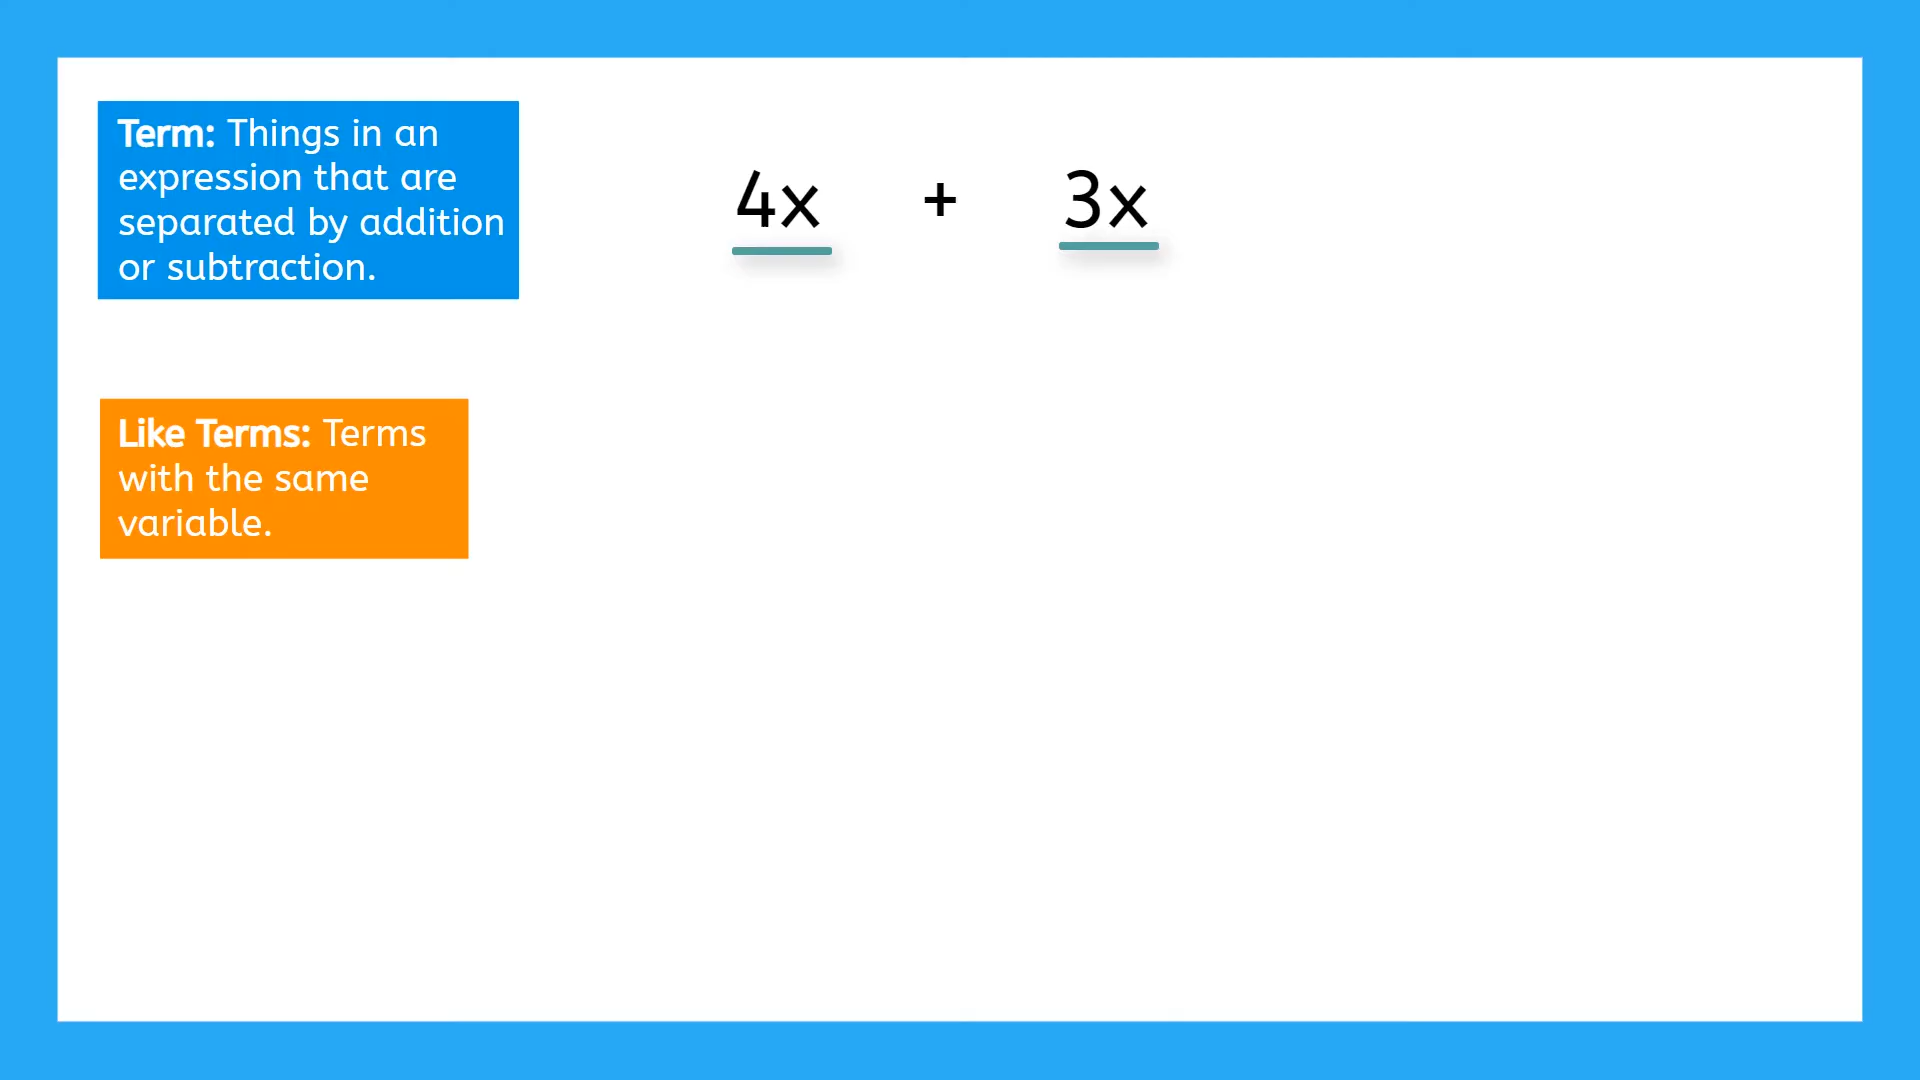 Term: Things in an
expression that are
separated by addition
or subtraction.
4x + 3x
Like Terms: Terms
with the same
variable.